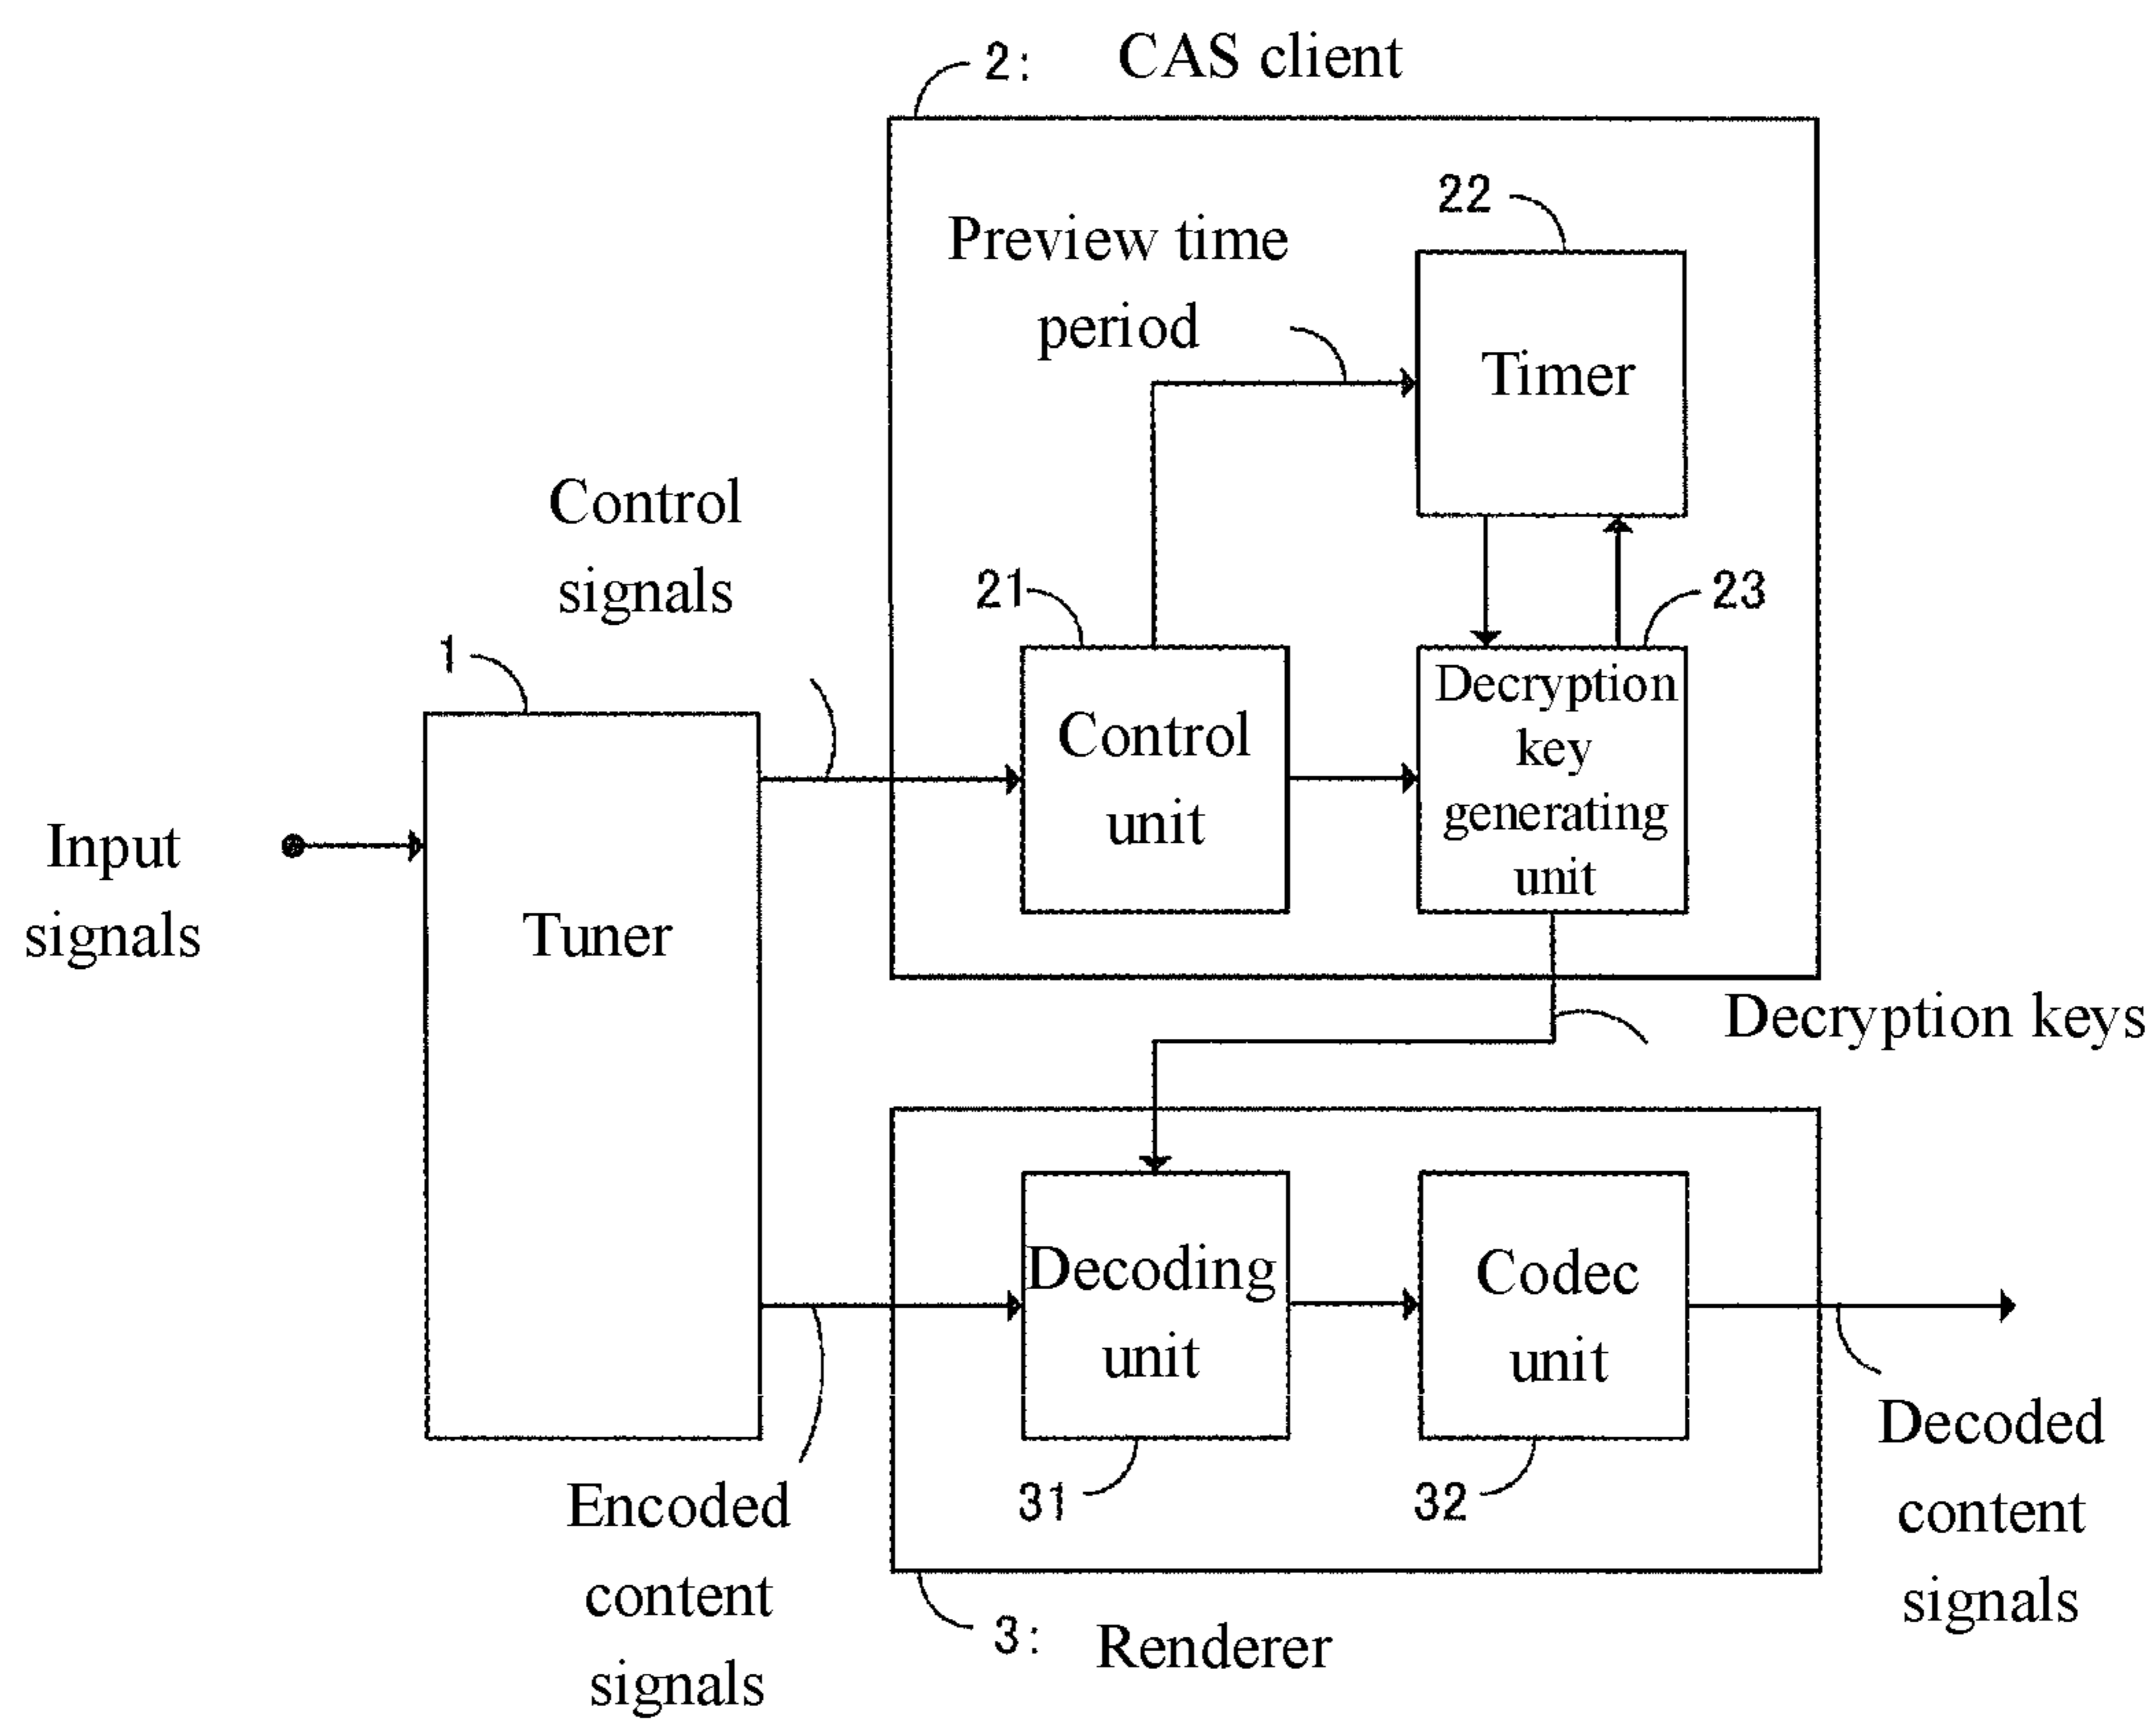 2: CAS client
22
Preview time
period
Timer
Control
signals
21
23
1
Control
unit
Decryption
key
generating
unit
Input
signals
Tuner
Decryption keys
Decoding
unit
Codec
unit
31
32
Decoded
content
signals
Encoded
content
signals
3: Renderer